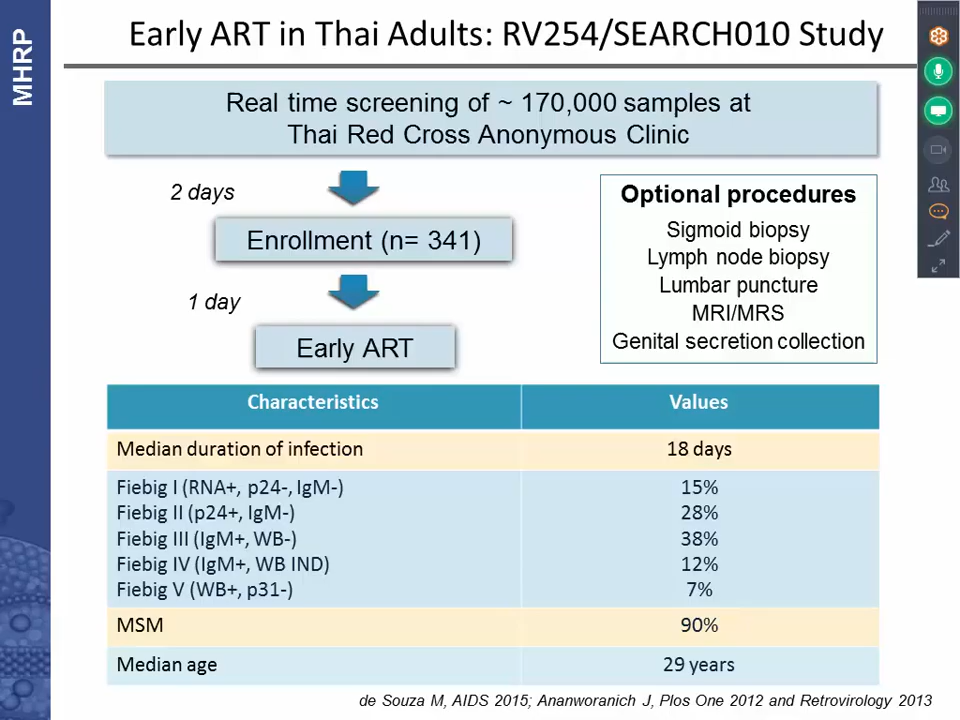 MHRP
Early ART in Thai Adults: RV254/SEARCH010 Study
Real time screening of ~ 170,000 samples at
Thai Red Cross Anonymous Clinic
2 days
Enrollment (n= 341)
1 day
Early ART
Optional procedures
Sigmoid biopsy
Lymph node biopsy
Lumbar puncture
MRI/MRS
Genital secretion collection
Characteristics Values
Median duration of infection 18 days
Fiebig I (RNA+, p24-, IgM-) 15%
Fiebig II (p24+, IgM-) 28%
Fiebig III (IgM+, WB-) 38%
Fiebig IV (IgM+, WB IND) 12%
Fiebig V (WB+, p31-) 7%
MSM 90%
Median age 29 years
de Souza M, AIDS 2015; Ananworanich J, Plos One 2012 and Retrovirology 2013